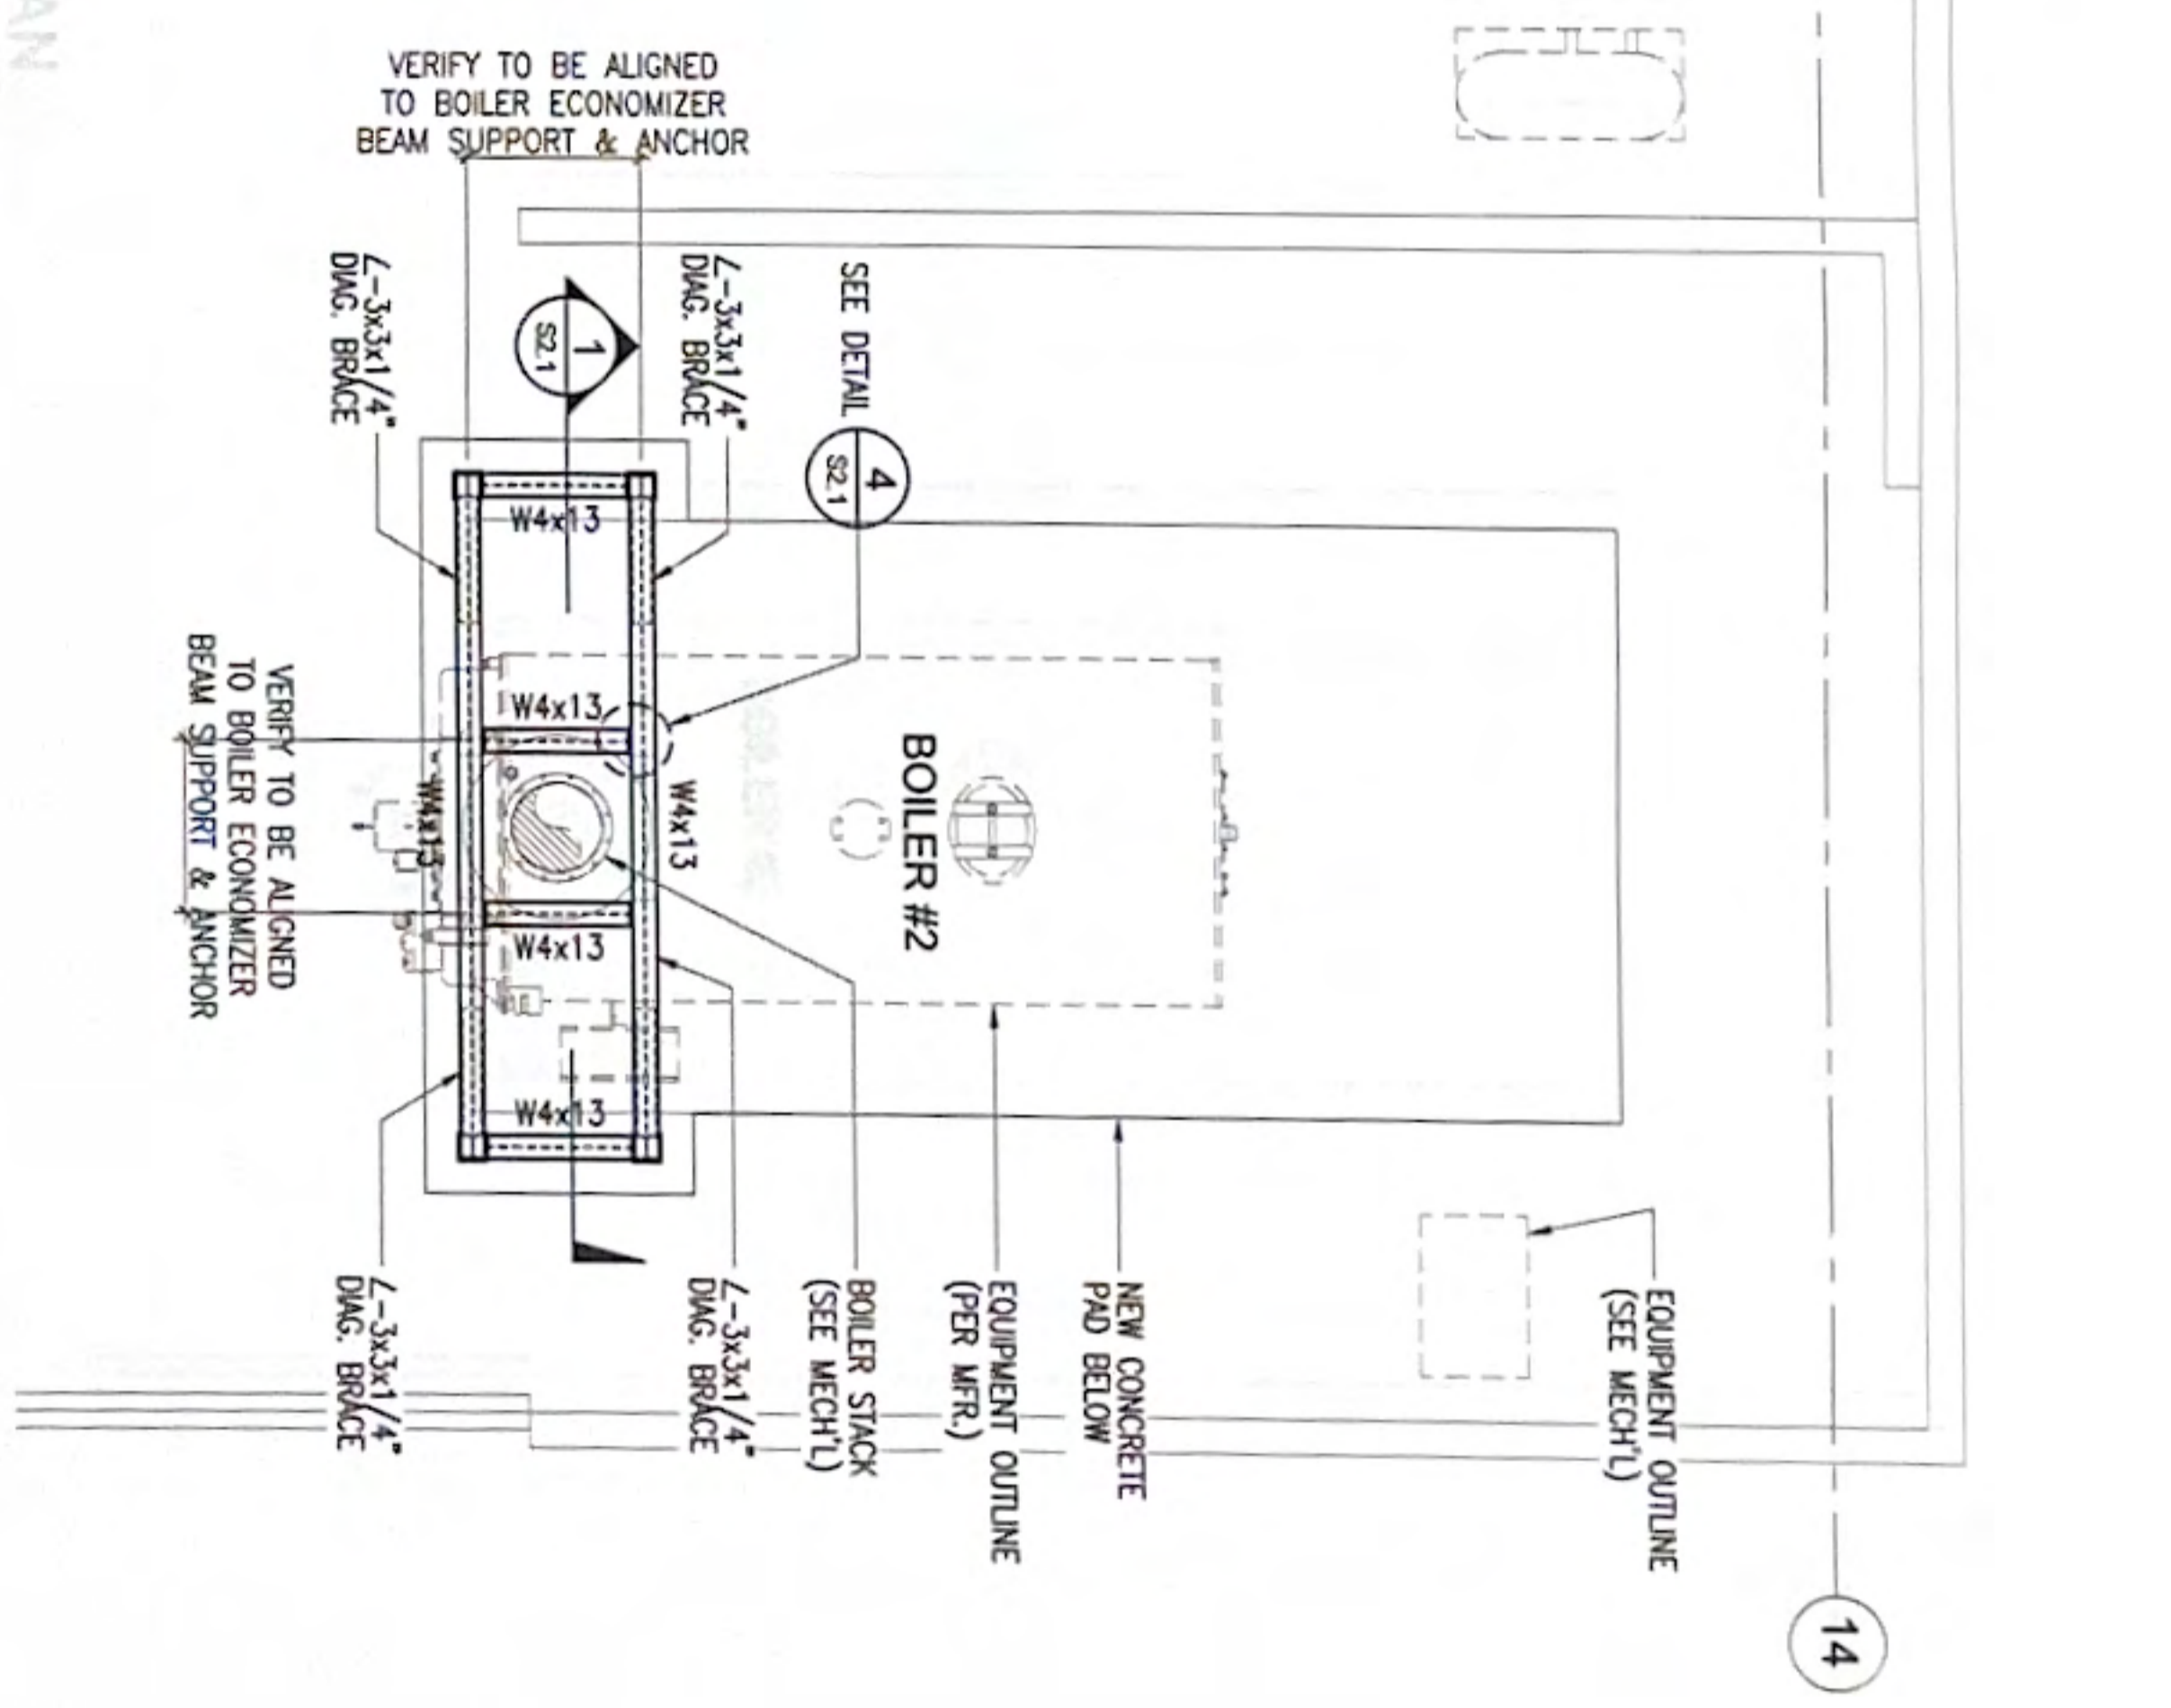 VERIFY TO BE ALIGNED
TO BOILER ECONOMIZER
BEAM SUPPORT & ANCHOR
∠-3x3x1/4"
DIAG. BRACE
1
S2.1
∠-3x3x1/4"
DIAG. BRACE
SEE DETAIL
4
S2.1
W4x13
W4x13
W4x13
W4x13
W4x13
W4x13
BOILER #2
VERIFY TO BE ALIGNED
TO BOILER ECONOMIZER
BEAM SUPPORT & ANCHOR
∠-3x3x1/4"
DIAG. BRACE
∠-3x3x1/4"
DIAG. BRACE
BOILER STACK
(SEE MECH'L)
EQUIPMENT OUTLINE
(PER MFR.)
NEW CONCRETE
PAD BELOW
EQUIPMENT OUTLINE
(SEE MECH'L)
14
AN